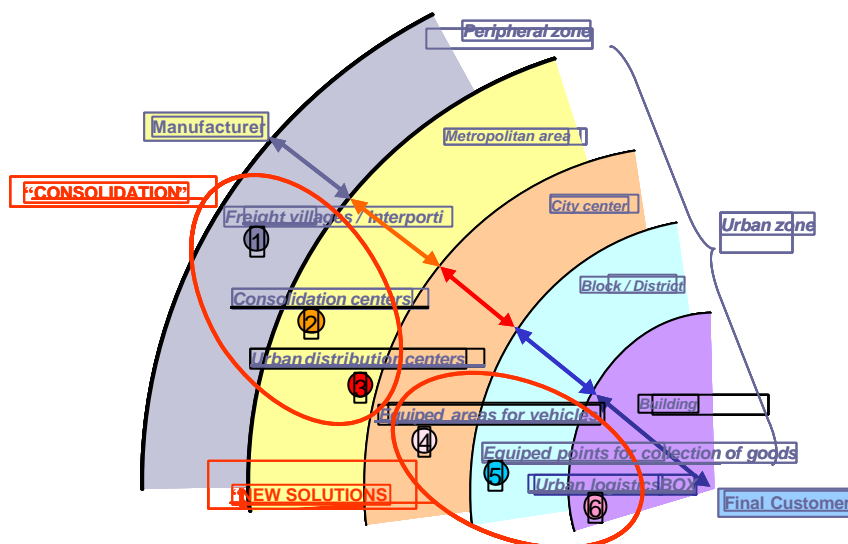 Peripheral zone
Manufacturer
Metropolitan area
“CONSOLIDATION”
Freight villages / Interporti
City center
1
Urban zone
Block / District
Consolidation centers
2
Urban distribution centers
3
Building
Equiped areas for vehicles
4
Equiped points for collection of goods
5
Urban logistics BOX
“NEW SOLUTIONS
6
Final Customer